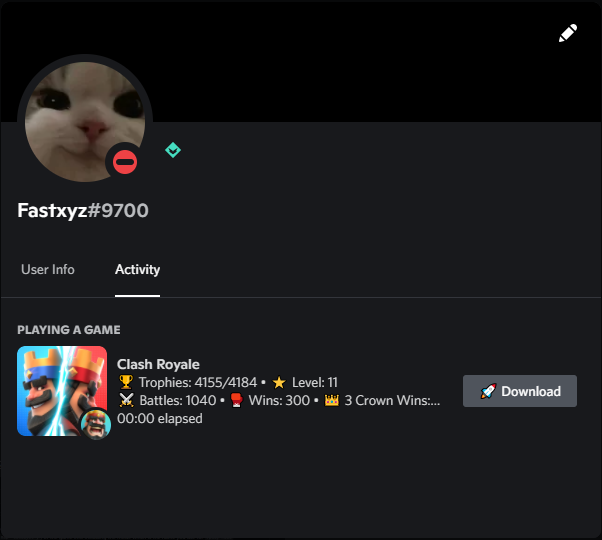 Fastxyz#9700
User Info
Activity
PLAYING A GAME
Clash Royale
🏆 Trophies: 4155/4184 • ⭐ Level: 11
⚔️ Battles: 1040 • 🥊 Wins: 300 • 👑 3 Crown Wins:...
00:00 elapsed
🚀 Download